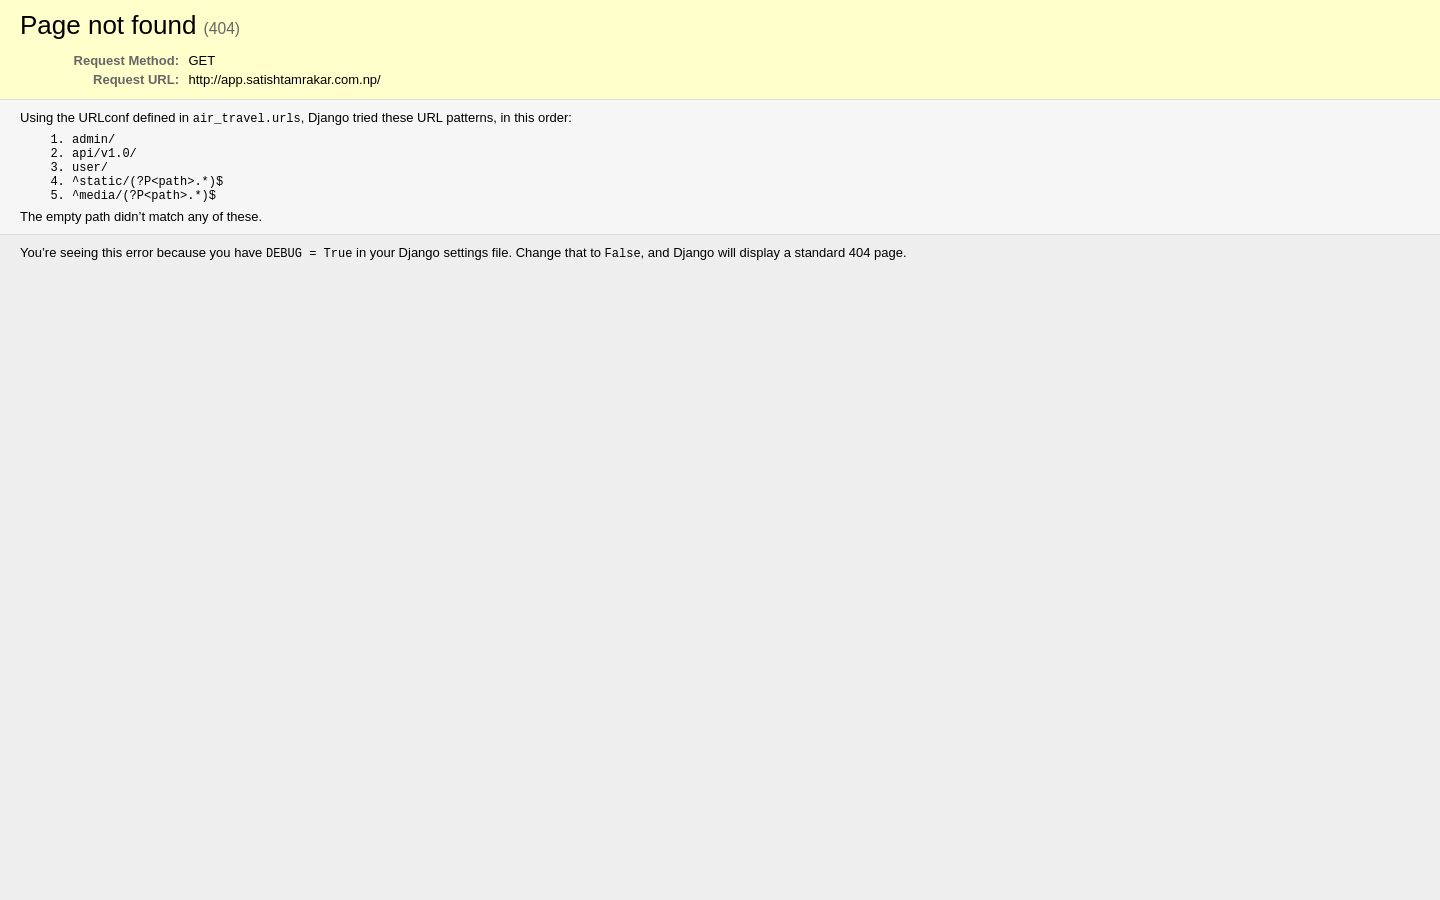 Page not found (404)
Request Method: GET
Request URL: http://app.satishtamrakar.com.np/
Using the URLconf defined in air_travel.urls, Django tried these URL patterns, in this order:
1. admin/
2. api/v1.0/
3. user/
4. ^static/(?P<path>.*)$
5. ^media/(?P<path>.*)$
The empty path didn’t match any of these.
You’re seeing this error because you have DEBUG = True in your Django settings file. Change that to False, and Django will display a standard 404 page.